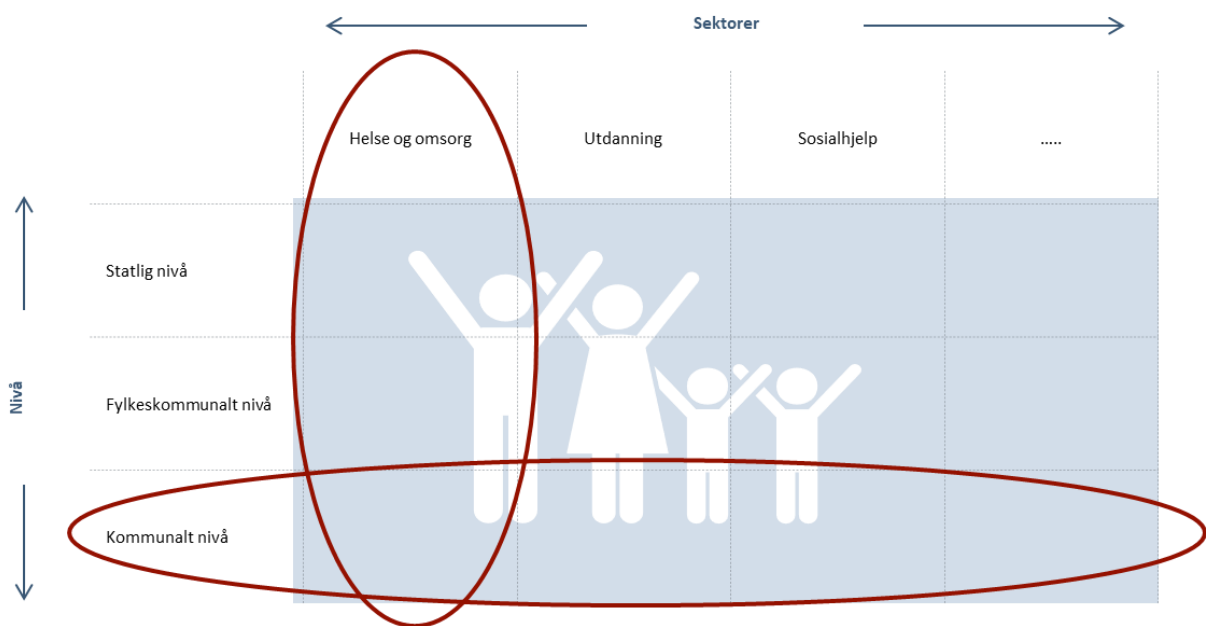 Sektorer
Helse og omsorg
Utdanning
Sosialhjelp
.....
Nivå
Statlig nivå
Fylkeskommunalt nivå
Kommunalt nivå